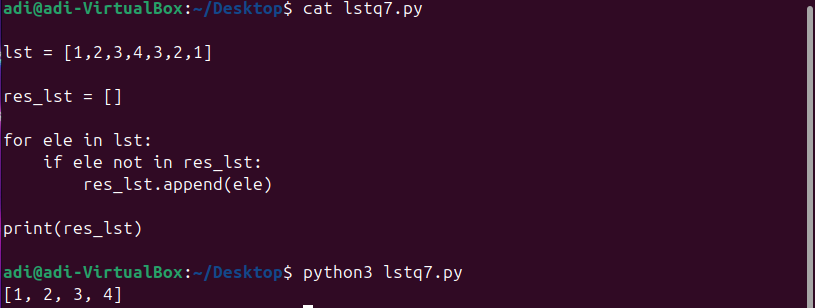 adi@adi-VirtualBox:~/Desktop$ cat lstq7.py
lst = [1,2,3,4,3,2,1]
res_lst = []
for ele in lst:
    if ele not in res_lst:
        res_lst.append(ele)
print(res_lst)
adi@adi-VirtualBox:~/Desktop$ python3 lstq7.py
[1, 2, 3, 4]